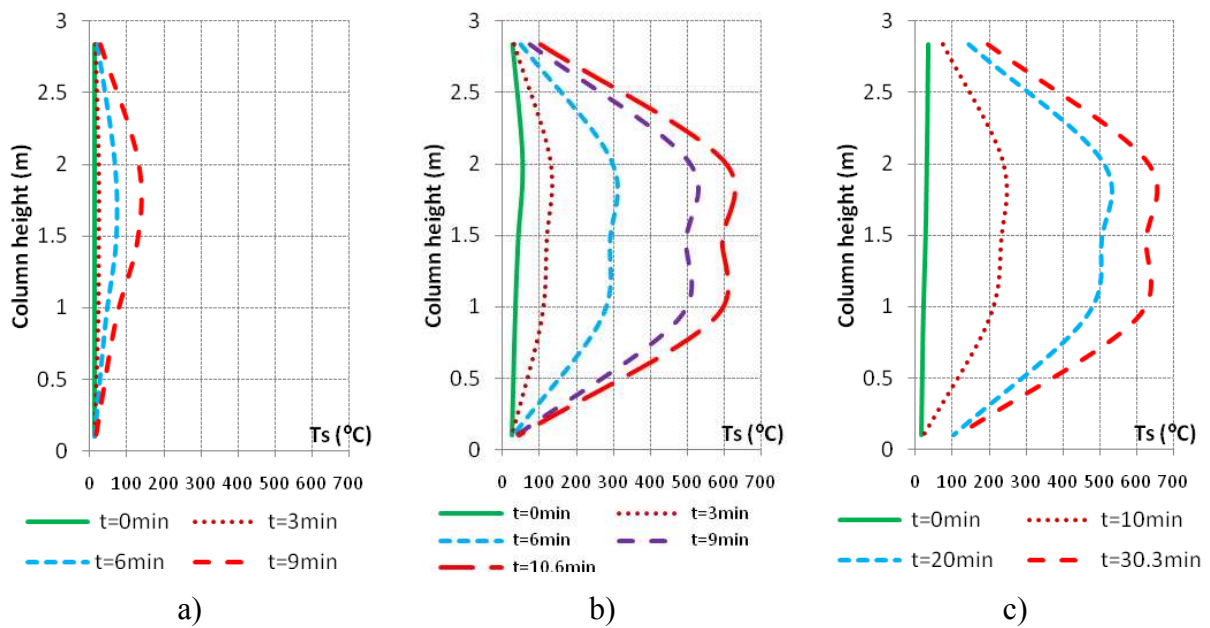 3
2.5
2
1.5
1
0.5
0
Column height (m)
Ts (°C)
0 100 200 300 400 500 600 700
t=0min t=3min
t=6min t=9min
a)
3
2.5
2
1.5
1
0.5
0
Column height (m)
Ts (°C)
0 100 200 300 400 500 600 700
t=0min t=3min
t=6min t=9min
t=10.6min
b)
3
2.5
2
1.5
1
0.5
0
Column height (m)
Ts (°C)
0 100 200 300 400 500 600 700
t=0min t=10min
t=20min t=30.3min
c)